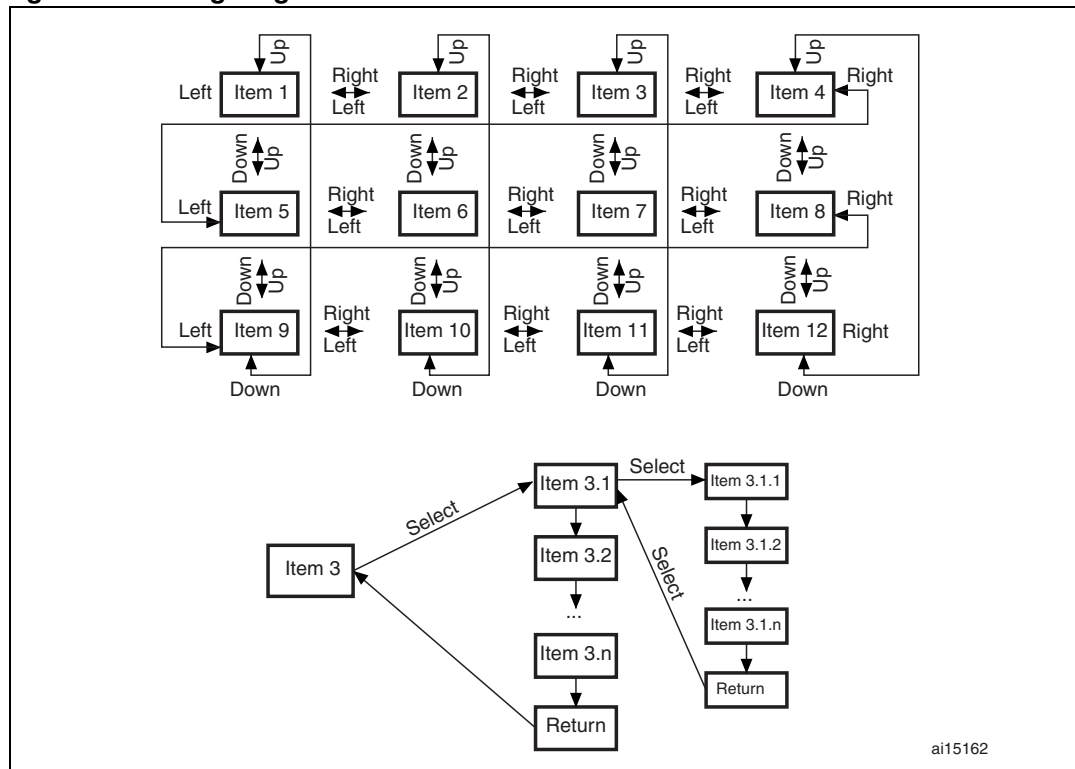 Up Up Up Up
Left Item 1 Right Left Item 2 Right Left Item 3 Right Left Item 4 Right
Down Up Down Up Down Up Down Up
Left Item 5 Right Left Item 6 Right Left Item 7 Right Left Item 8 Right
Down Up Down Up Down Up Down Up
Left Item 9 Right Left Item 10 Right Left Item 11 Right Left Item 12 Right
Down Down Down Down
Item 3
Select
Item 3.1
Item 3.2
...
Item 3.n
Return
Select
Select
Item 3.1.1
Item 3.1.2
...
Item 3.1.n
Return
ai15162